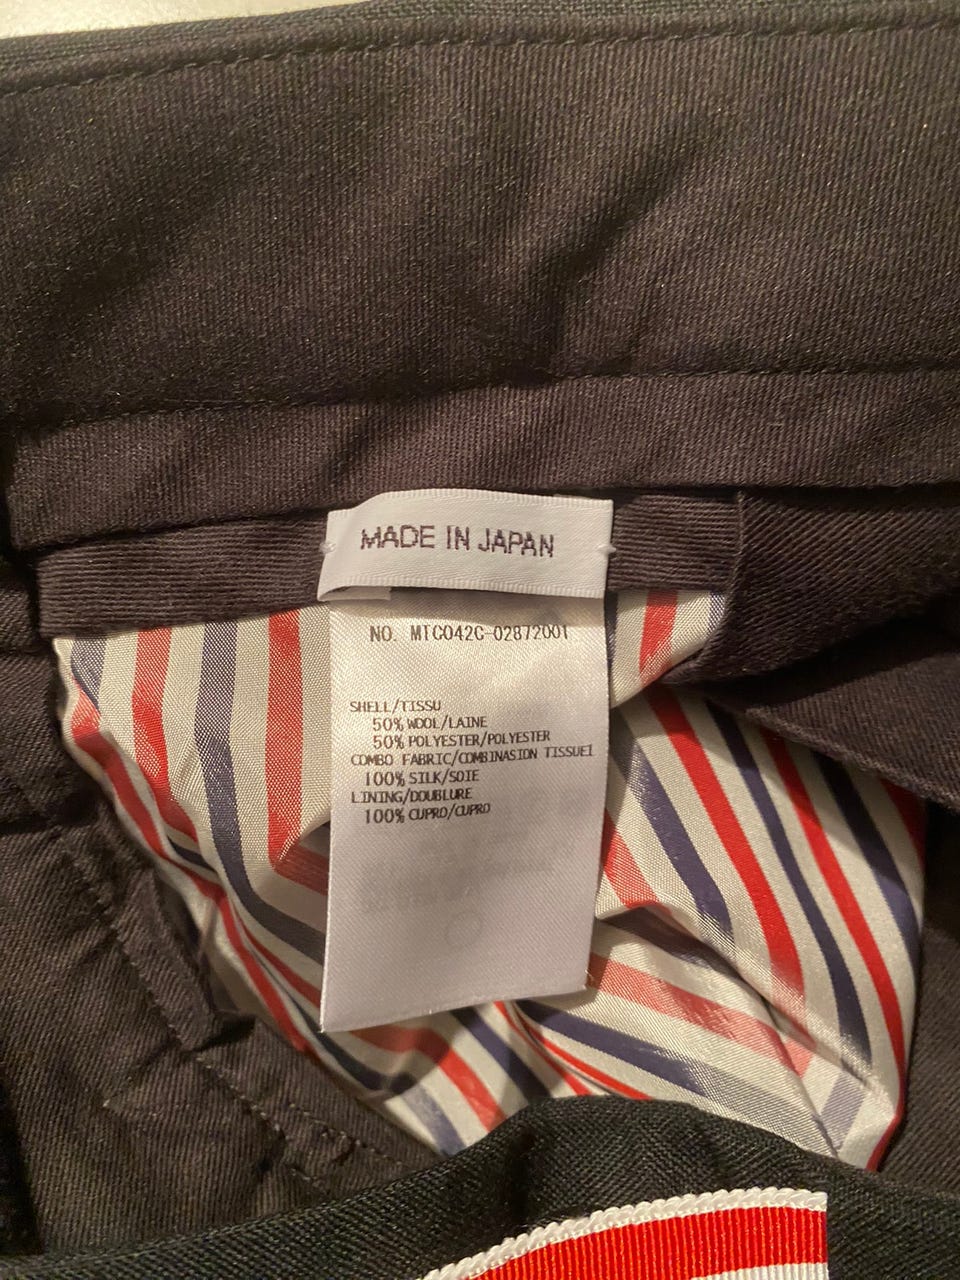 MADE IN JAPAN
NO. MTC042C-02872001
SHELL/TISSU
50% WOOL/LAINE
50% POLYESTER/POLYESTER
COMBO FABRIC/COMBINASION TISSUEI
100% SILK/SOIE
LINING/DOUBLURE
100% CUPRO/CUPRO